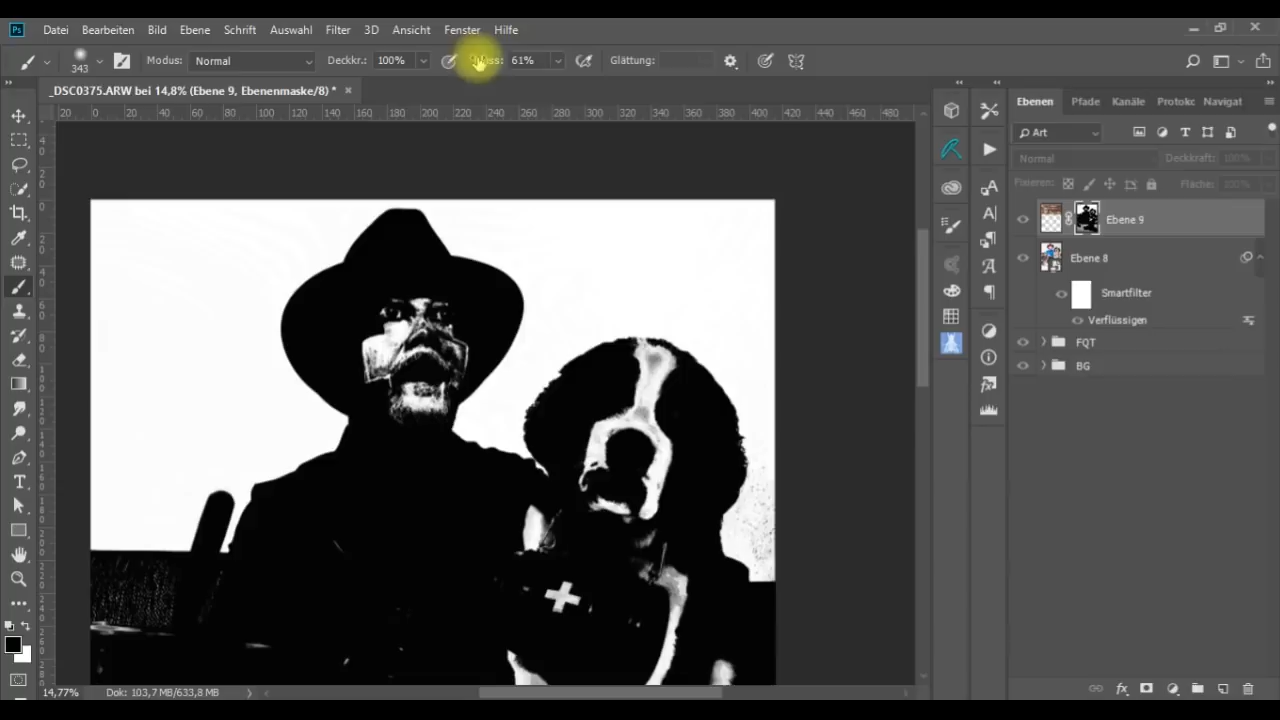 Ps Datei Bearbeiten Bild Ebene Schrift Auswahl Filter 3D Ansicht Fenster Hilfe
343 Modus: Normal Deckkr.: 100% 61% Glättung:
_DSC0375.ARW bei 14,8% (Ebene 9, Ebenenmaske/8) *
20 0 20 40 60 80 100 120 140 160 180 200 220 240 260 280 300 320 340 360 380 400 420 440 460 480
Ebenen Pfade Kanäle Protokc Navigat
Art
Normal Deckkraft: 100%
Fixieren: Fläche: 100%
Ebene 9
Ebene 8
Smartfilter
Verflüssigen
FQT
BG
14,77% Dok: 103,7 MB/633,8 MB